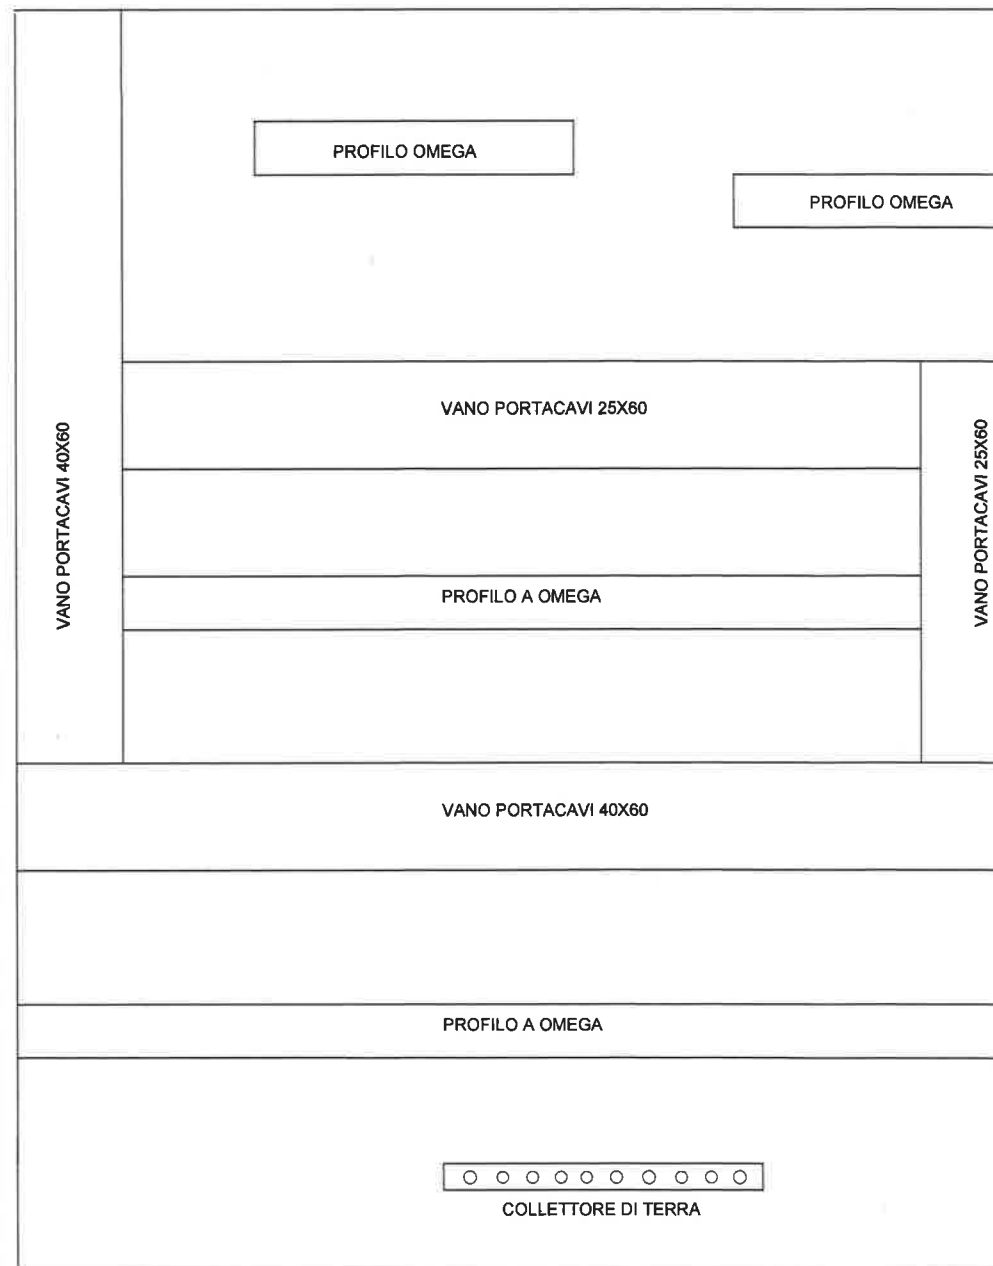 PROFILO OMEGA
PROFILO OMEGA
VANO PORTACAVI 40X60
VANO PORTACAVI 25X60
VANO PORTACAVI 25X60
PROFILO A OMEGA
VANO PORTACAVI 40X60
PROFILO A OMEGA
COLLETTORE DI TERRA